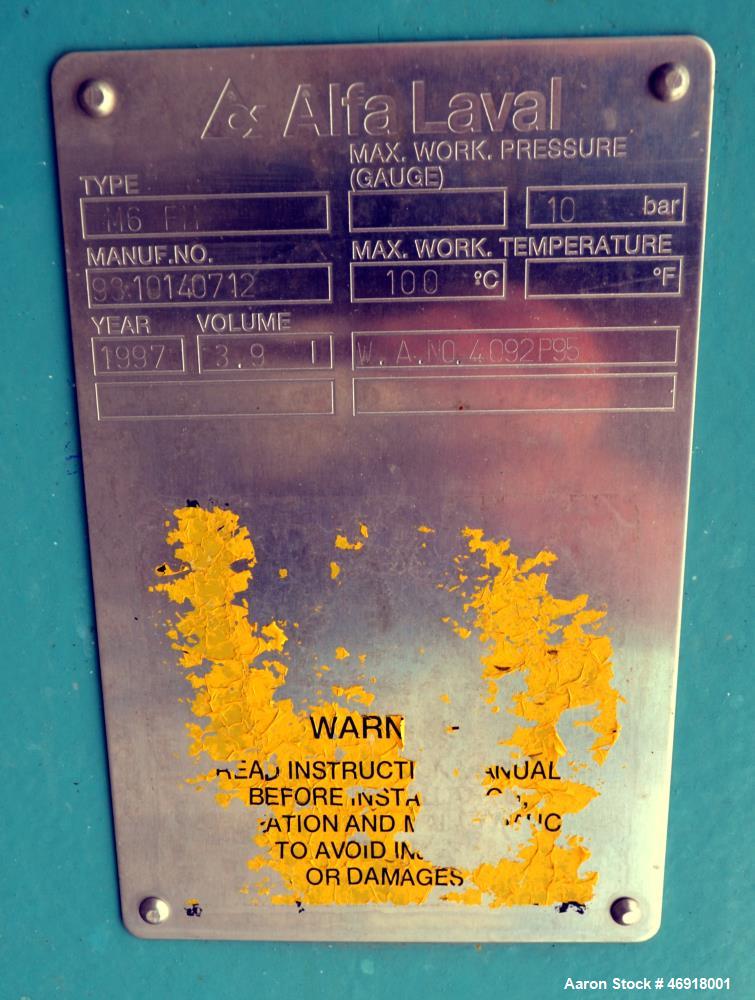 Alfa Laval
MAX. WORK. PRESSURE
(GAUGE)
TYPE
M6 FM
10 bar
MANUF.NO.
MAX. WORK. TEMPERATURE
100 °C
°F
YEAR VOLUME
1997 3.9 l W.A.NO.4092P95
WARN
READ INSTRUCTI ANUAL
BEFORE INSTA
ATION AND M
TO AVOID IN
OR DAMAGES
Aaron Stock # 46918001